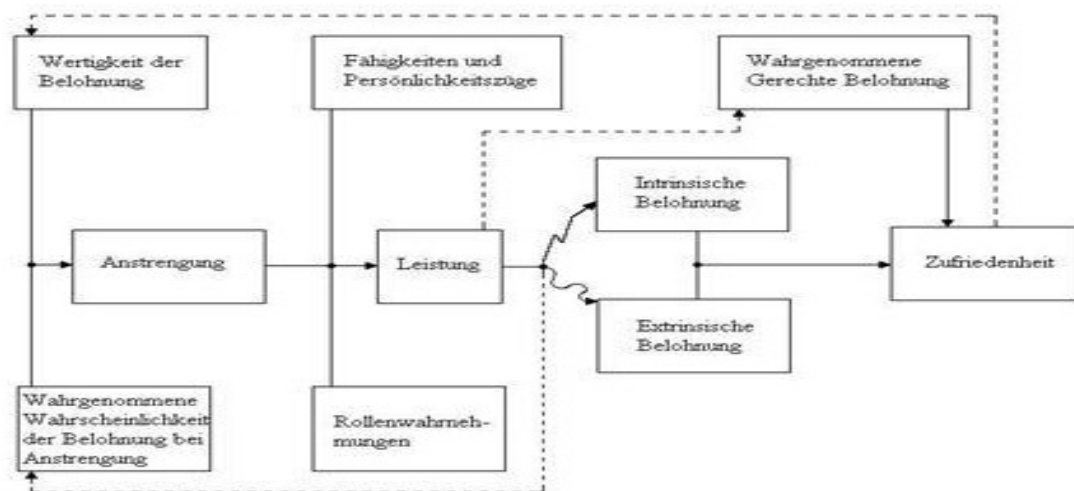 Wertigkeit der
Belohnung
Fähigkeiten und
Persönlichkeitszüge
Wahrgenommene
Gerechte Belohnung
Intrinsische
Belohnung
Anstrengung
Leistung
Zufriedenheit
Extrinsische
Belohnung
Wahrgenommene
Wahrscheinlichkeit
der Belohnung bei
Anstrengung
Rollenwahrneh-
mungen